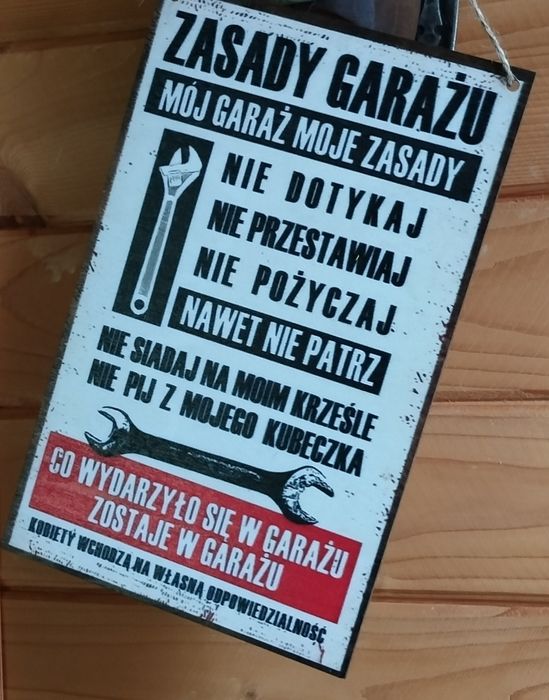 ZASADY GARAŻU
MÓJ GARAŻ MOJE ZASADY
NIE DOTYKAJ
NIE PRZESTAWIAJ
NIE POŻYCZAJ
NAWET NIE PATRZ
NIE SIADAJ NA MOIM KRZEŚLE
NIE PIJ Z MOJEGO KUBECZKA
CO WYDARZYŁO SIĘ W GARAŻU
ZOSTAJE W GARAŻU
KOBIETY WCHODZĄ NA WŁASNĄ ODPOWIEDZIALNOŚĆ